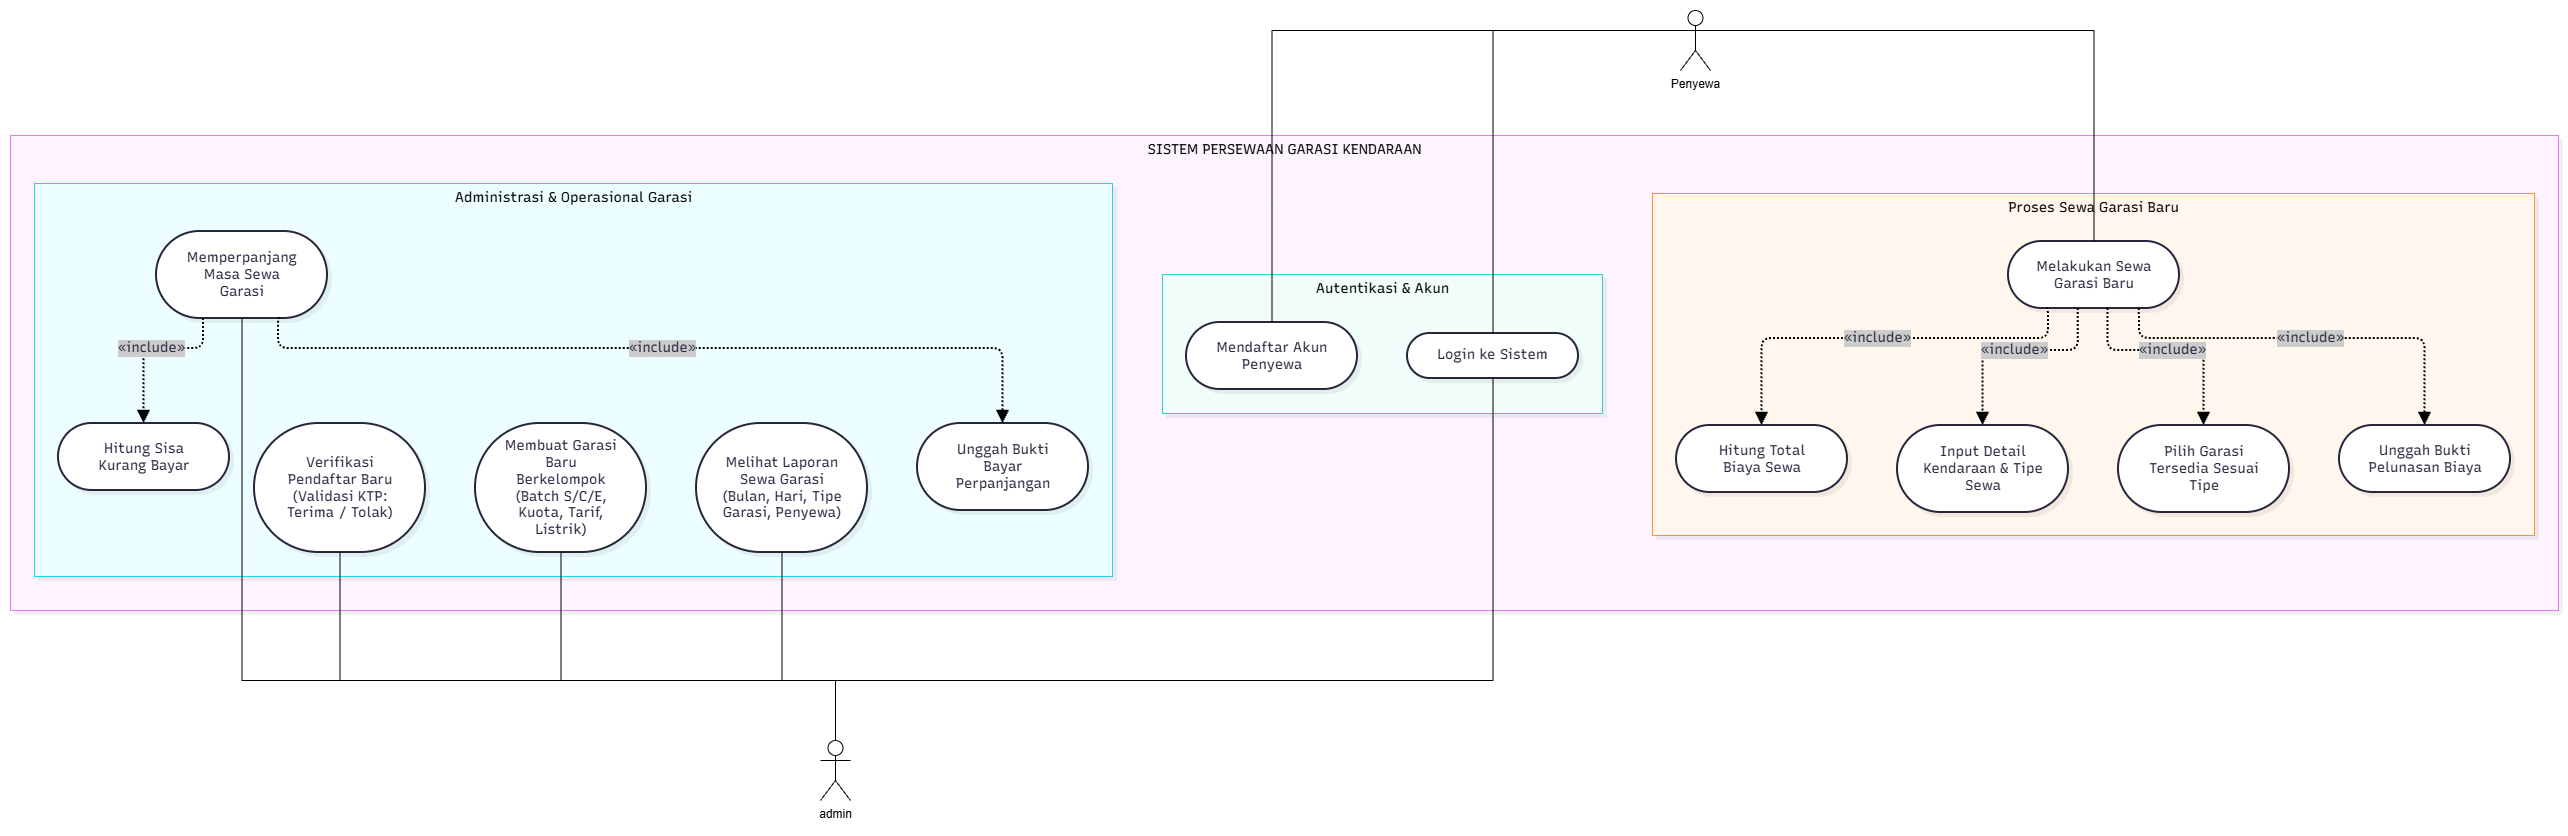 Penyewa
SISTEM PERSEWAAN GARASI KENDARAAN
Administrasi & Operasional Garasi
Memperpanjang
Masa Sewa
Garasi
«include»
«include»
Hitung Sisa
Kurang Bayar
Verifikasi
Pendaftar Baru
(Validasi KTP:
Terima / Tolak)
Membuat Garasi
Baru
Berkelompok
(Batch S/C/E,
Kuota, Tarif,
Listrik)
Melihat Laporan
Sewa Garasi
(Bulan, Hari, Tipe
Garasi, Penyewa)
Unggah Bukti
Bayar
Perpanjangan
Autentikasi & Akun
Mendaftar Akun
Penyewa
Login ke Sistem
Proses Sewa Garasi Baru
Melakukan Sewa
Garasi Baru
«include»
«include»
«include»
«include»
Hitung Total
Biaya Sewa
Input Detail
Kendaraan & Tipe
Sewa
Pilih Garasi
Tersedia Sesuai
Tipe
Unggah Bukti
Pelunasan Biaya
admin